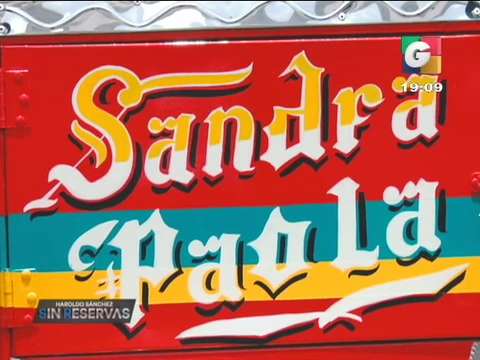 G
19:09
Sandra
Paola
HAROLDO SÁNCHEZ
SIN RESERVAS